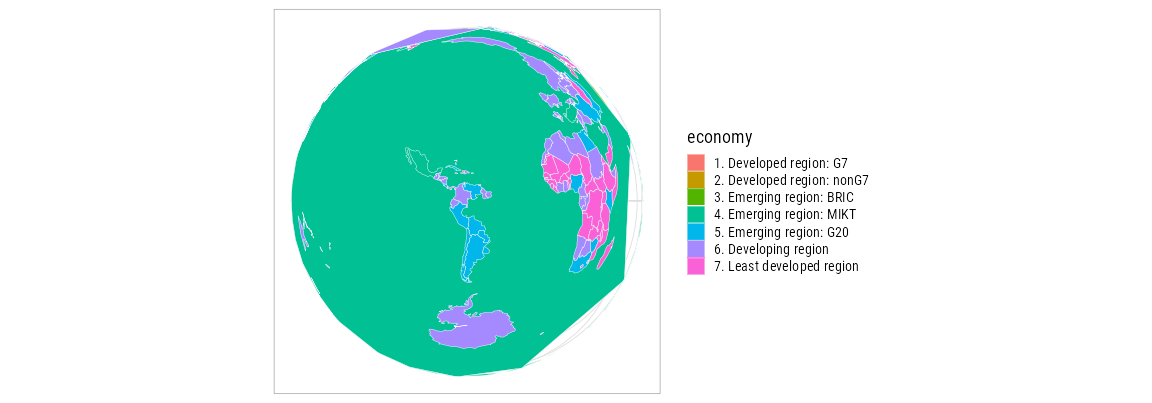 economy
1. Developed region: G7
2. Developed region: nonG7
3. Emerging region: BRIC
4. Emerging region: MIKT
5. Emerging region: G20
6. Developing region
7. Least developed region